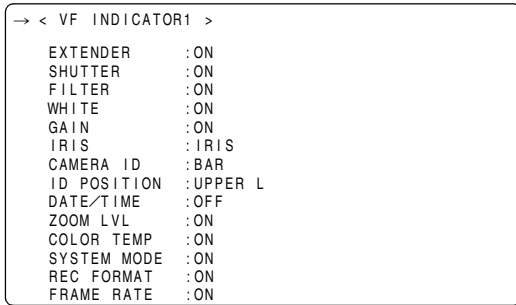 → < VF INDICATOR1 >
EXTENDER :ON
SHUTTER :ON
FILTER :ON
WHITE :ON
GAIN :ON
IRIS :IRIS
CAMERA ID :BAR
ID POSITION :UPPER L
DATE/TIME :OFF
ZOOM LVL :ON
COLOR TEMP :ON
SYSTEM MODE :ON
REC FORMAT :ON
FRAME RATE :ON